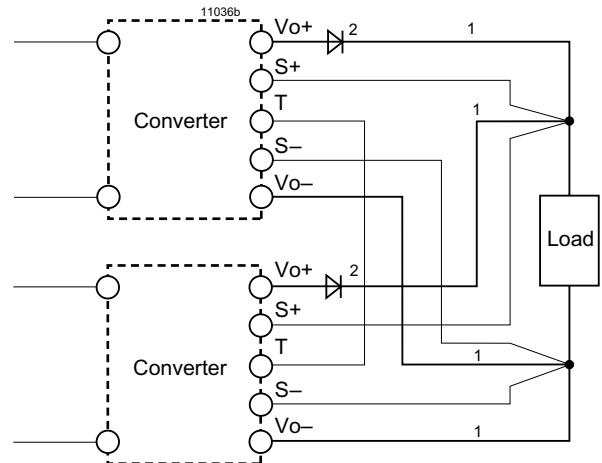 11036b
Vo+
2
1
S+
T
1
Converter
S–
Vo–
Load
Vo+
2
S+
T
1
Converter
S–
Vo–
1